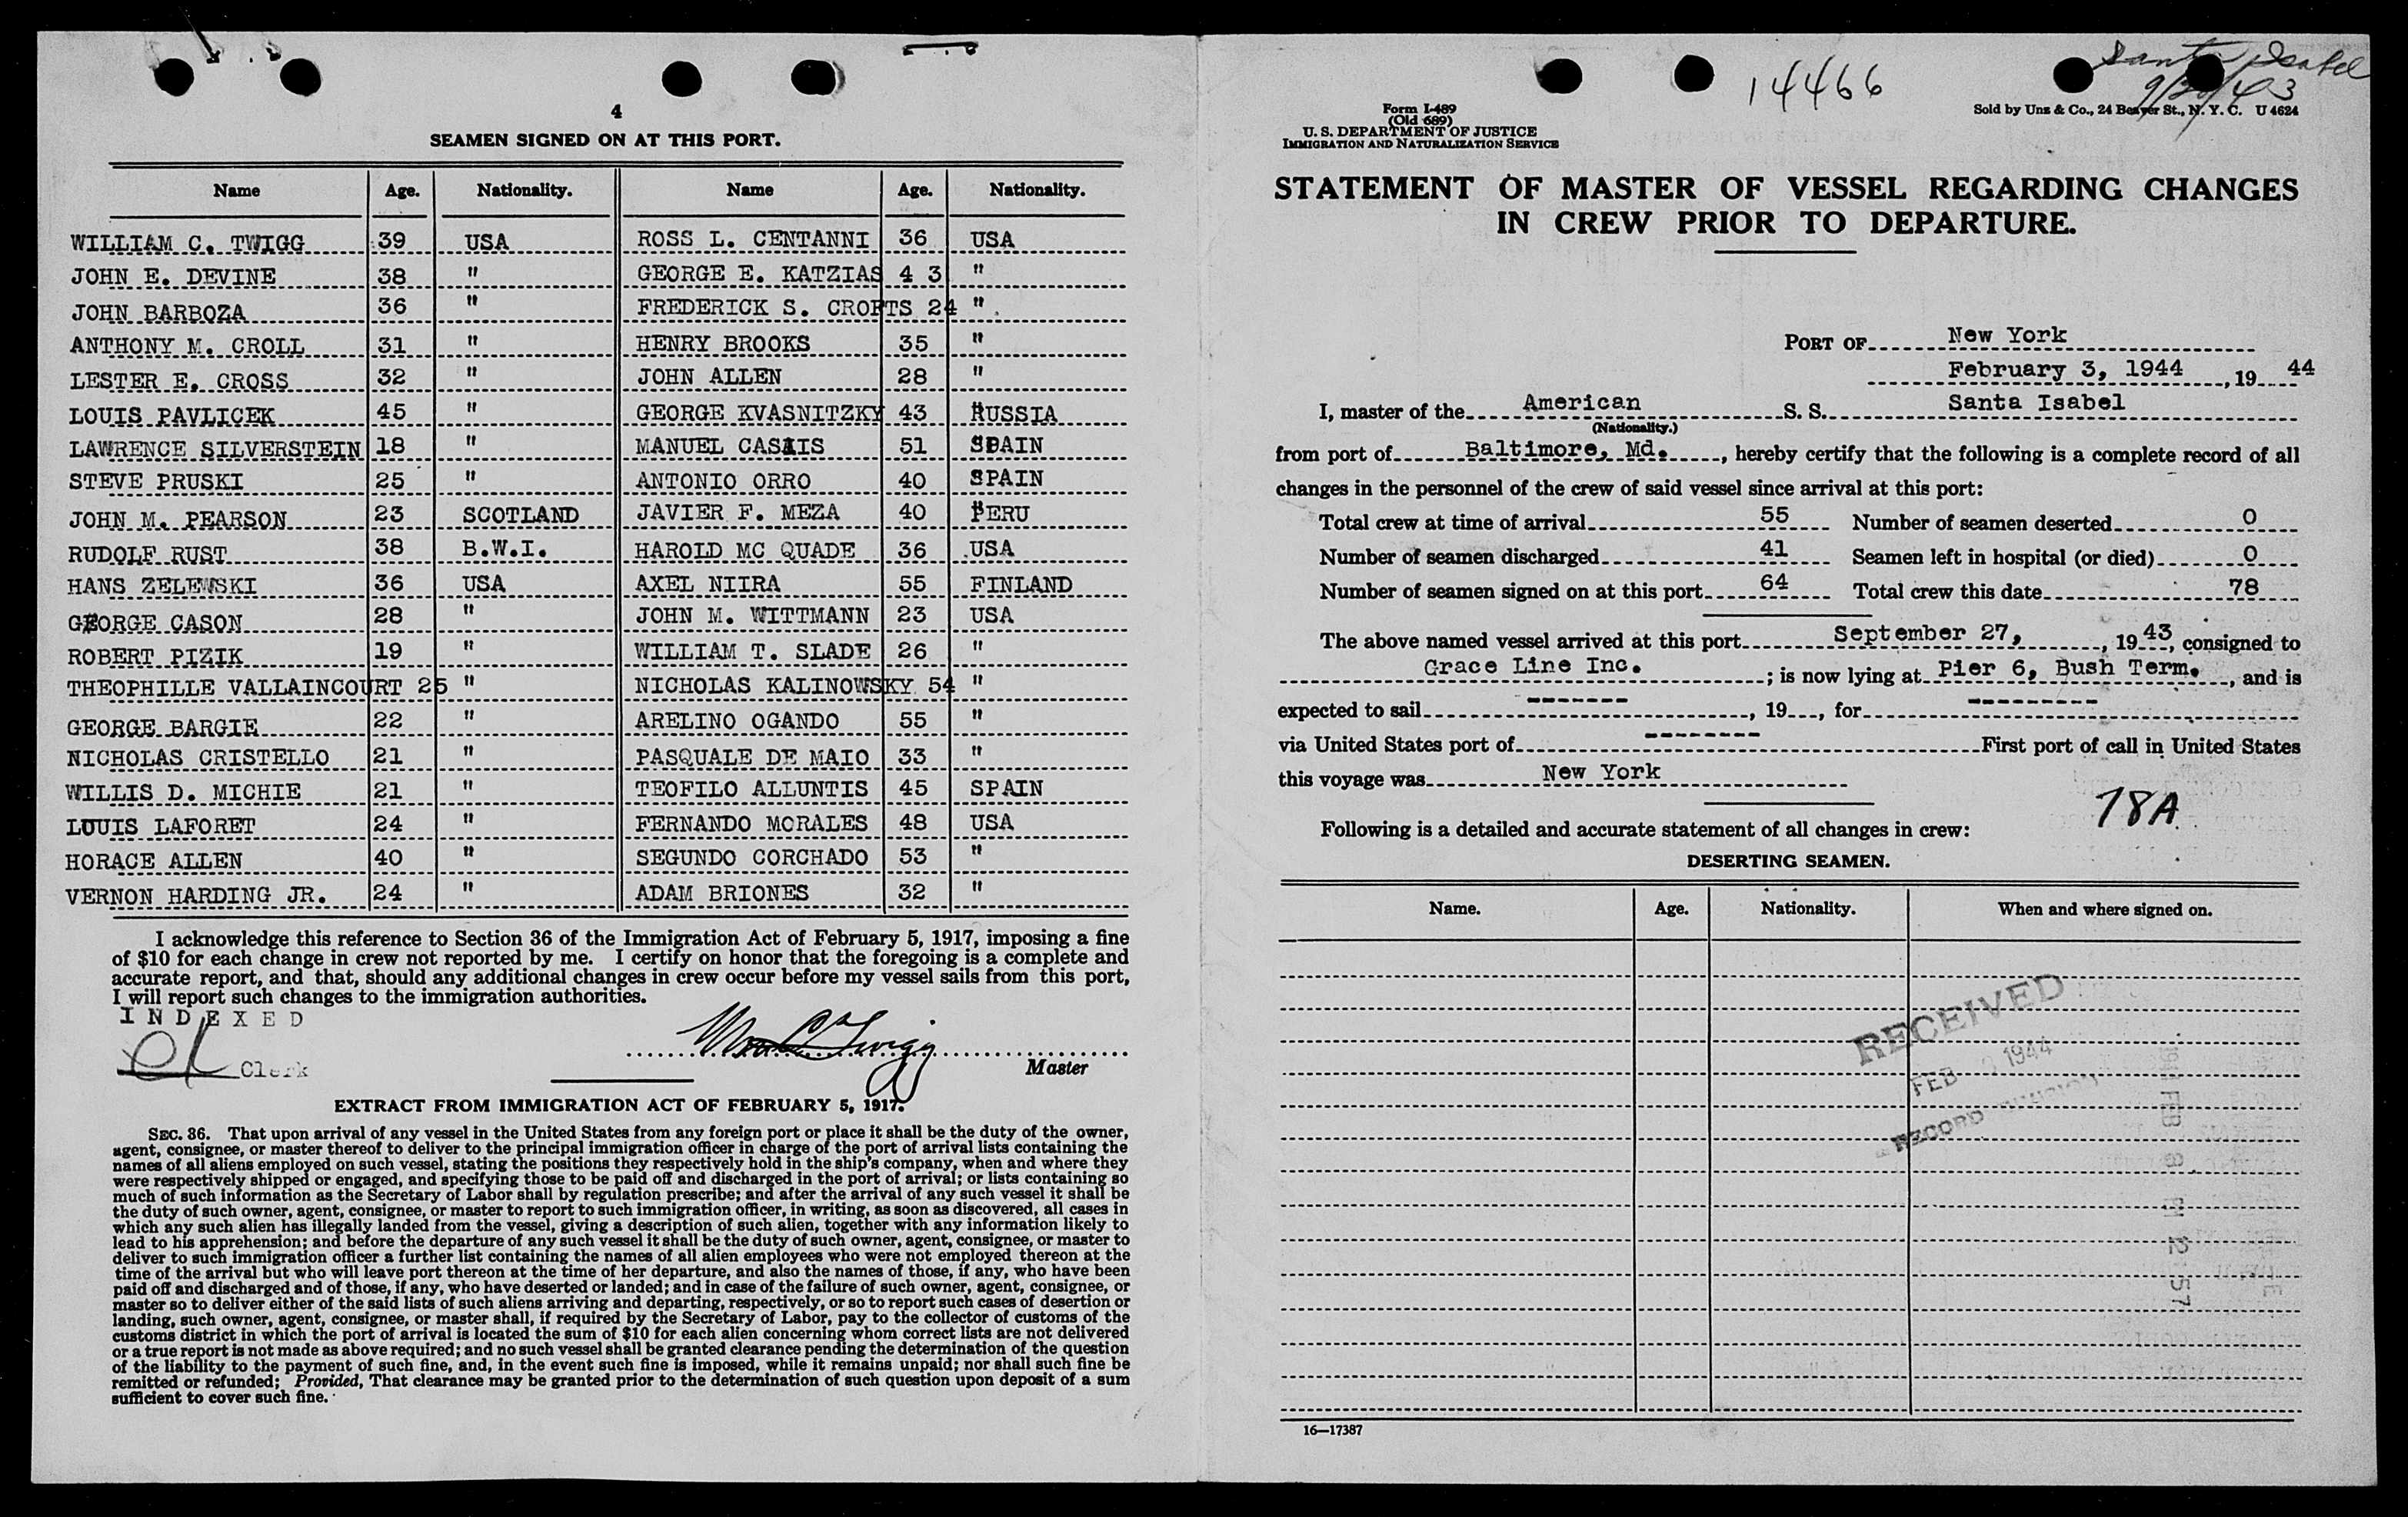 4
SEAMEN SIGNED ON AT THIS PORT.
Name Age. Nationality. Name Age. Nationality.
WILLIAM C. TWIGG 39 USA ROSS L. CENTANNI 36 USA
JOHN E. DEVINE 38 " GEORGE E. KATZIAS 4 3 "
JOHN BARBOZA 36 " FREDERICK S. CROFTS 24 "
ANTHONY M. CROLL 31 " HENRY BROOKS 35 "
LESTER E. CROSS 32 " JOHN ALLEN 28 "
LOUIS PAVLICEK 45 " GEORGE KVASNITZKY 43 RUSSIA
LAWRENCE SILVERSTEIN 18 " MANUEL CASAIS 51 SPAIN
STEVE PRUSKI 25 " ANTONIO ORRO 40 SPAIN
JOHN M. PEARSON 23 SCOTLAND JAVIER F. MEZA 40 PERU
RUDOLF RUST 38 B.W.I. HAROLD MC QUADE 36 USA
HANS ZELEWSKI 36 USA AXEL NIIRA 55 FINLAND
GEORGE CASON 28 " JOHN M. WITTMANN 23 USA
ROBERT PIZIK 19 " WILLIAM T. SLADE 26 "
THEOPHILLE VALLAINCOURT 25 " NICHOLAS KALINOWSKY 54 "
GEORGE BARGIE 22 " ARELINO OGANDO 55 "
NICHOLAS CRISTELLO 21 " PASQUALE DE MAIO 33 "
WILLIS D. MICHIE 21 " TEOFILO ALLUNTIS 45 SPAIN
LOUIS LAFORET 24 " FERNANDO MORALES 48 USA
HORACE ALLEN 40 " SEGUNDO CORCHADO 53 "
VERNON HARDING JR. 24 " ADAM BRIONES 32 "
I acknowledge this reference to Section 36 of the Immigration Act of February 5, 1917, imposing a fine
of $10 for each change in crew not reported by me. I certify on honor that the foregoing is a complete and
accurate report, and that, should any additional changes in crew occur before my vessel sails from this port,
I will report such changes to the immigration authorities.
INDEXED
Clerk
Wm C Twigg
Master
EXTRACT FROM IMMIGRATION ACT OF FEBRUARY 5, 1917.
SEC. 36. That upon arrival of any vessel in the United States from any foreign port or place it shall be the duty of the owner,
agent, consignee, or master thereof to deliver to the principal immigration officer in charge of the port of arrival lists containing the
names of all aliens employed on such vessel, stating the positions they respectively hold in the ship's company, when and where they
were respectively shipped or engaged, and specifying those to be paid off and discharged in the port of arrival; or lists containing so
much of such information as the Secretary of Labor shall by regulation prescribe; and after the arrival of any such vessel it shall be
the duty of such owner, agent, consignee, or master to report to such immigration officer, in writing, as soon as discovered, all cases in
which any such alien has illegally landed from the vessel, giving a description of such alien, together with any information likely to
lead to his apprehension; and before the departure of any such vessel it shall be the duty of such owner, agent, consignee, or master to
deliver to such immigration officer a further list containing the names of all alien employees who were not employed thereon at the
time of the arrival but who will leave port thereon at the time of her departure, and also the names of those, if any, who have been
paid off and discharged and of those, if any, who have deserted or landed; and in case of the failure of such owner, agent, consignee, or
master so to deliver either of the said lists of such aliens arriving and departing, respectively, or so to report such cases of desertion or
landing, such owner, agent, consignee, or master shall, if required by the Secretary of Labor, pay to the collector of customs of the
customs district in which the port of arrival is located the sum of $10 for each alien concerning whom correct lists are not delivered
or a true report is not made as above required; and no such vessel shall be granted clearance pending the determination of the question
of the liability to the payment of such fine, and, in the event such fine is imposed, while it remains unpaid; nor shall such fine be
remitted or refunded; Provided, That clearance may be granted prior to the determination of such question upon deposit of a sum
sufficient to cover such fine.
14466
Santa Isabel
Form I-489
(Old 689)
U. S. DEPARTMENT OF JUSTICE
IMMIGRATION AND NATURALIZATION SERVICE
Sold by Unz & Co., 24 Beaver St., N. Y. C. U 4624
STATEMENT OF MASTER OF VESSEL REGARDING CHANGES
IN CREW PRIOR TO DEPARTURE.
PORT OF New York
February 3, 1944, 19 44
I, master of the American S. S. Santa Isabel
(Nationality.)
from port of Baltimore, Md., hereby certify that the following is a complete record of all
changes in the personnel of the crew of said vessel since arrival at this port:
Total crew at time of arrival 55 Number of seamen deserted 0
Number of seamen discharged 41 Seamen left in hospital (or died) 0
Number of seamen signed on at this port 64 Total crew this date 78
The above named vessel arrived at this port September 27, 1943, consigned to
Grace Line Inc. ; is now lying at Pier 6, Bush Term., and is
expected to sail -------, 19 , for ---------
via United States port of -------- First port of call in United States
this voyage was New York
78A
Following is a detailed and accurate statement of all changes in crew:
DESERTING SEAMEN.
Name. Age. Nationality. When and where signed on.
RECEIVED
FEB 1944
RECORD DIVISION
1944 FEB 8 2 57
16—17387